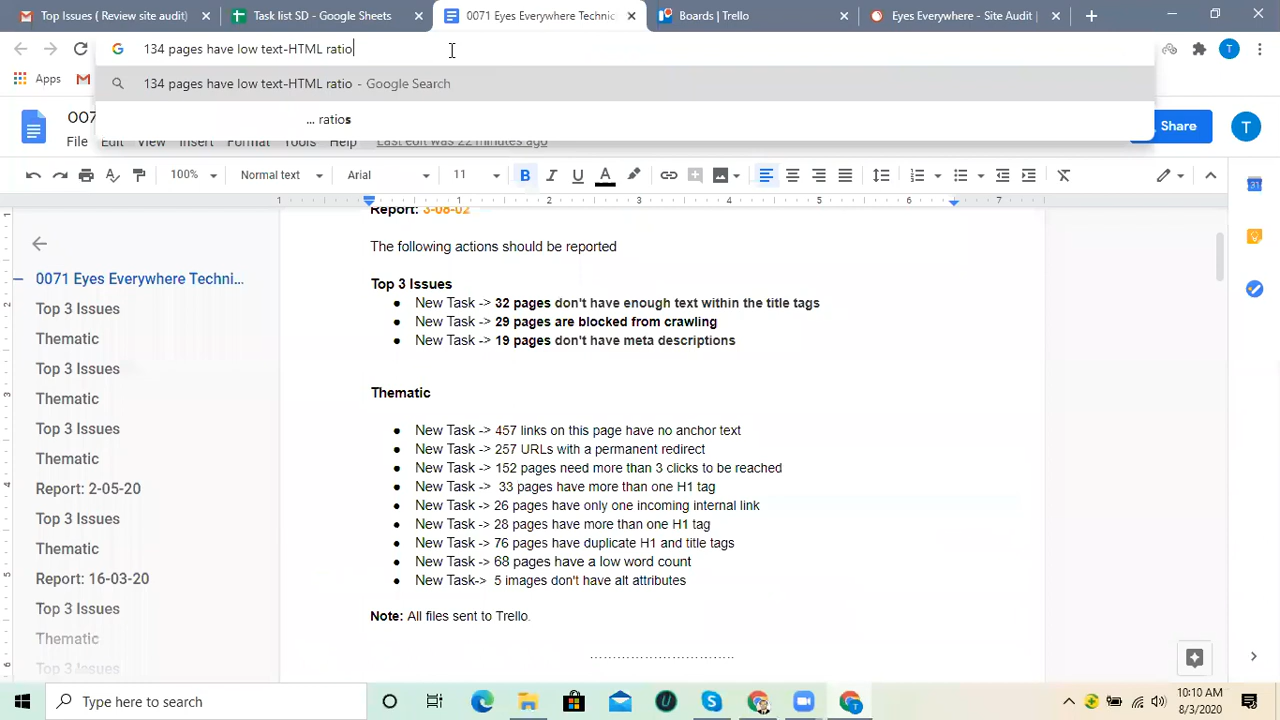 Top Issues ( Review site audit)
Task list SD - Google Sheets
0071 Eyes Everywhere Technic
Boards | Trello
Eyes Everywhere - Site Audit
134 pages have low text-HTML ratio
134 pages have low text-HTML ratio - Google Search
... ratios
Apps
007
File Edit View Insert Format Tools Help Last edit was 22 minutes ago
Share
100% Normal text Arial 11
1 1 2 3 4 5 6 7
Report: 3-08-02
The following actions should be reported
Top 3 Issues
New Task -> 32 pages don't have enough text within the title tags
New Task -> 29 pages are blocked from crawling
New Task -> 19 pages don't have meta descriptions
Thematic
New Task -> 457 links on this page have no anchor text
New Task -> 257 URLs with a permanent redirect
New Task -> 152 pages need more than 3 clicks to be reached
New Task -> 33 pages have more than one H1 tag
New Task -> 26 pages have only one incoming internal link
New Task -> 28 pages have more than one H1 tag
New Task -> 76 pages have duplicate H1 and title tags
New Task -> 68 pages have a low word count
New Task-> 5 images don't have alt attributes
Note: All files sent to Trello.
0071 Eyes Everywhere Techni...
Top 3 Issues
Thematic
Top 3 Issues
Thematic
Top 3 Issues
Thematic
Report: 2-05-20
Top 3 Issues
Thematic
Report: 16-03-20
Top 3 Issues
Thematic
Top 3 Issues
Type here to search
10:10 AM
8/3/2020